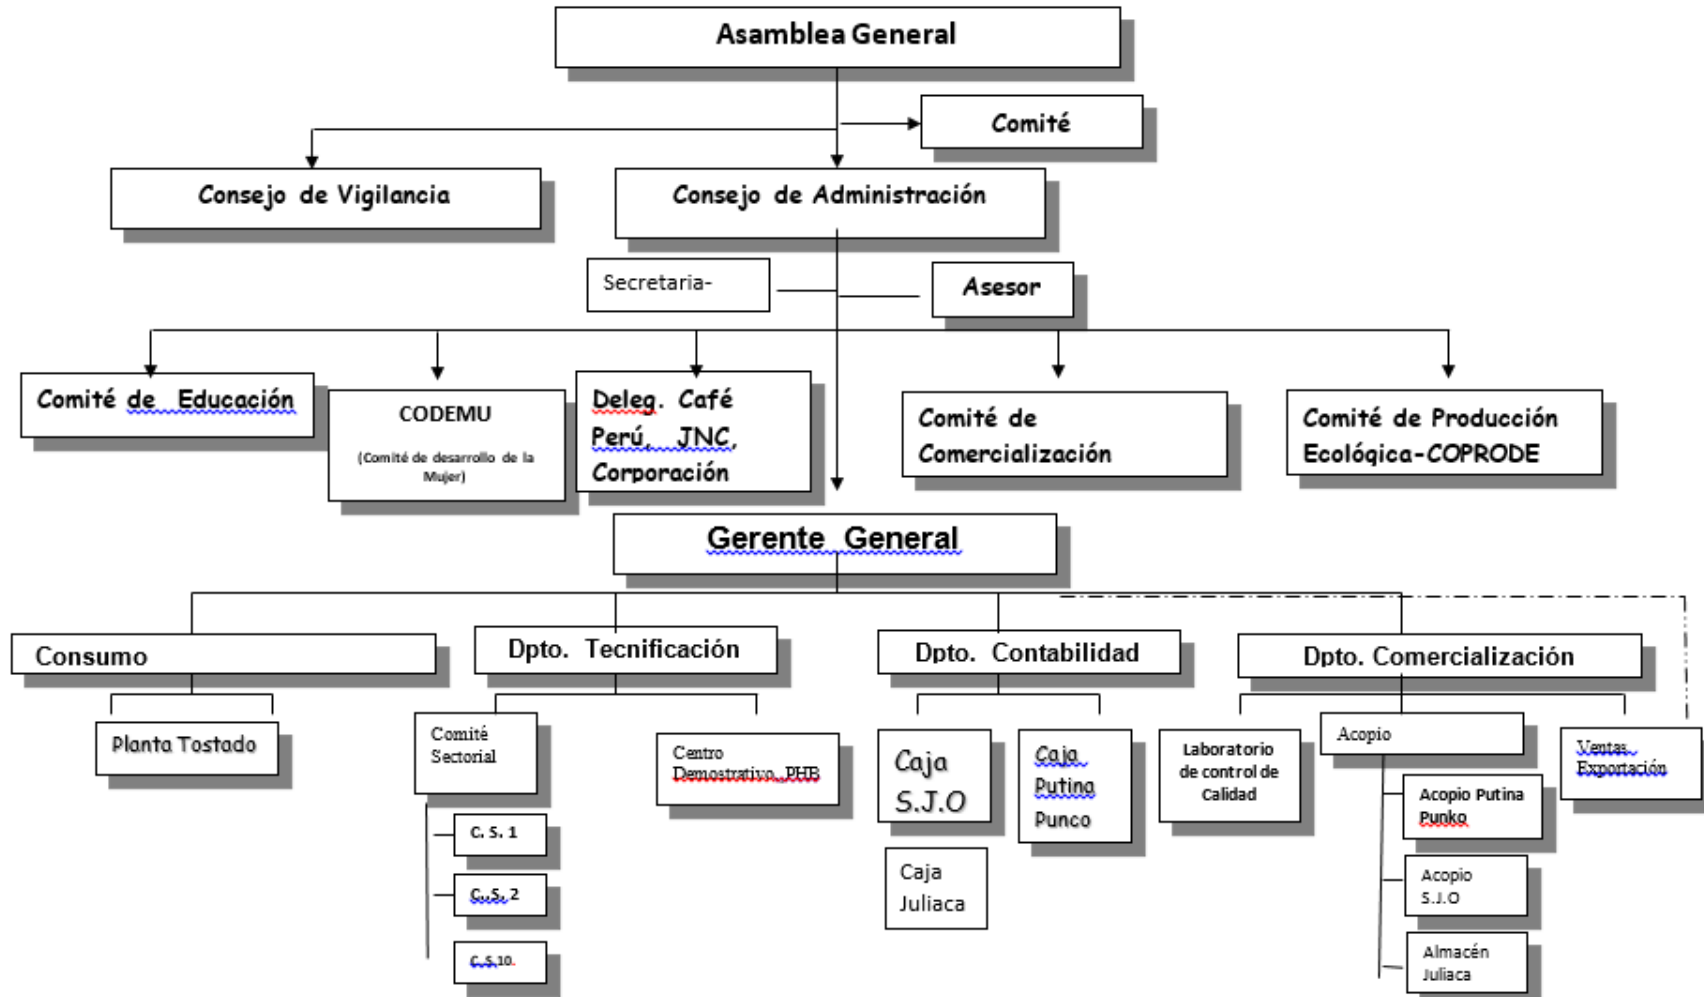 Asamblea General
Comité
Consejo de Vigilancia
Consejo de Administración
Secretaria-
Asesor
Comité de Educación
CODEMU
(Comité de desarrollo de la
Mujer)
Deleg. Café
Perú, JNC,
Corporación
Comité de
Comercialización
Comité de Producción
Ecológica-COPRODE
Gerente General
Consumo
Dpto. Tecnificación
Dpto. Contabilidad
Dpto. Comercialización
Planta Tostado
Comité
Sectorial
C. S. 1
C. S. 2
C.S.10.
Centro
Demostrativo PHB
Caja
S.J.O
Caja
Juliaca
Caja
Putina
Punco
Laboratorio
de control de
Calidad
Acopio
Acopio Putina
Punko
Acopio
S.J.O
Almacén
Juliaca
Ventas
Exportación